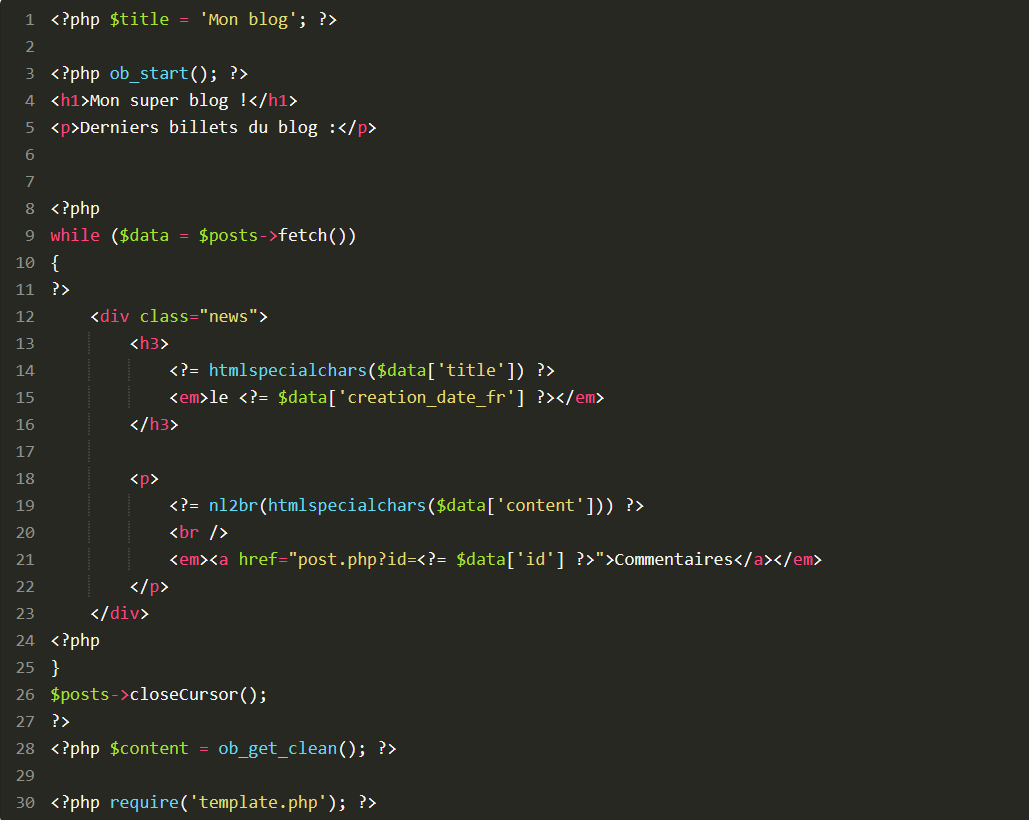 1 <?php $title = 'Mon blog'; ?>
2
3 <?php ob_start(); ?>
4 <h1>Mon super blog !</h1>
5 <p>Derniers billets du blog :</p>
6
7
8 <?php
9 while ($data = $posts->fetch())
10 {
11 ?>
12     <div class="news">
13         <h3>
14             <?= htmlspecialchars($data['title']) ?>
15             <em>le <?= $data['creation_date_fr'] ?></em>
16         </h3>
17
18         <p>
19             <?= nl2br(htmlspecialchars($data['content'])) ?>
20             <br />
21             <em><a href="post.php?id=<?= $data['id'] ?>">Commentaires</a></em>
22         </p>
23     </div>
24 <?php
25 }
26 $posts->closeCursor();
27 ?>
28 <?php $content = ob_get_clean(); ?>
29
30 <?php require('template.php'); ?>